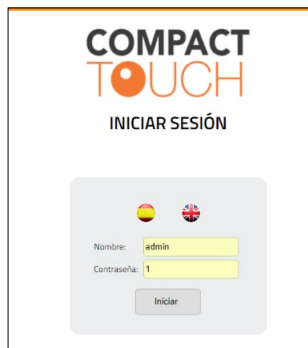 COMPACT
TOUCH
INICIAR SESIÓN
Nombre: admin
Contraseña: 1
Iniciar